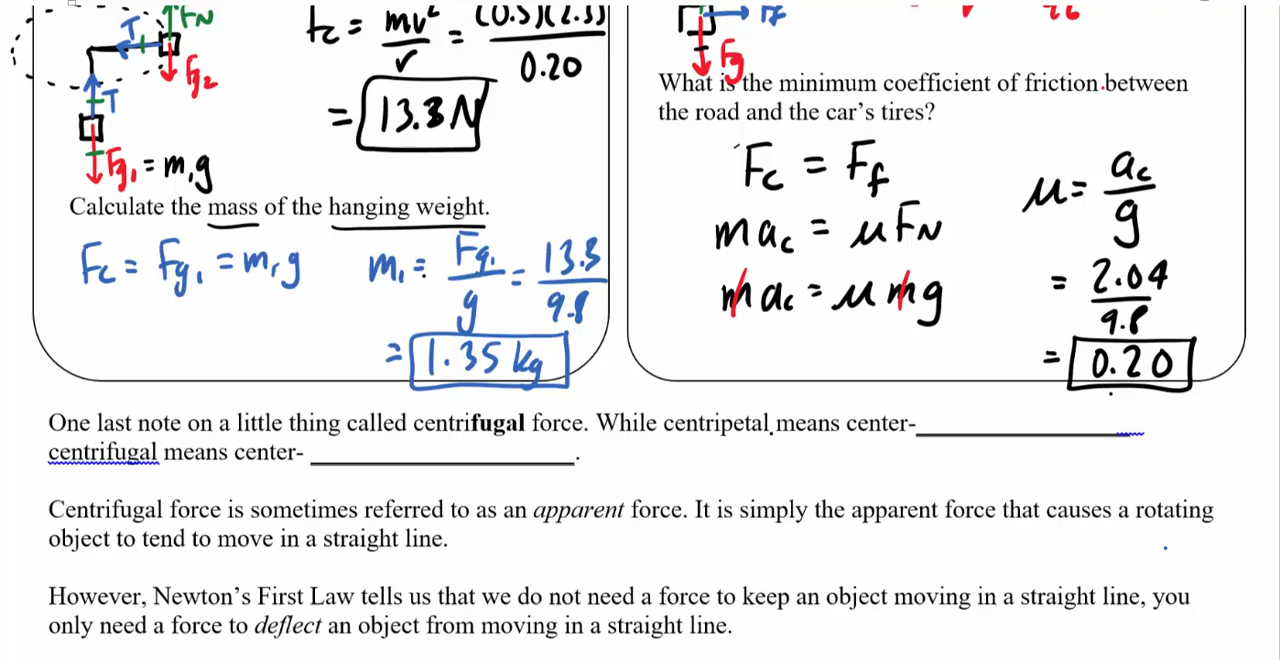 T FN
Fg2
T
Fg1 = m1g
Fc = mv² / r = (0.5)(2.3) / 0.20
= 13.3 N
Calculate the mass of the hanging weight.
Fc = Fg1 = m1g m1 = Fg1 / g = 13.3 / 9.8
= 1.35 kg
Fg
What is the minimum coefficient of friction between
the road and the car's tires?
Fc = Ff
mac = μFN
mac = μmg
μ = ac / g
= 2.04 / 9.8
= 0.20
One last note on a little thing called centrifugal force. While centripetal means center-____________________
centrifugal means center- ________________________.
Centrifugal force is sometimes referred to as an apparent force. It is simply the apparent force that causes a rotating
object to tend to move in a straight line.
However, Newton's First Law tells us that we do not need a force to keep an object moving in a straight line, you
only need a force to deflect an object from moving in a straight line.